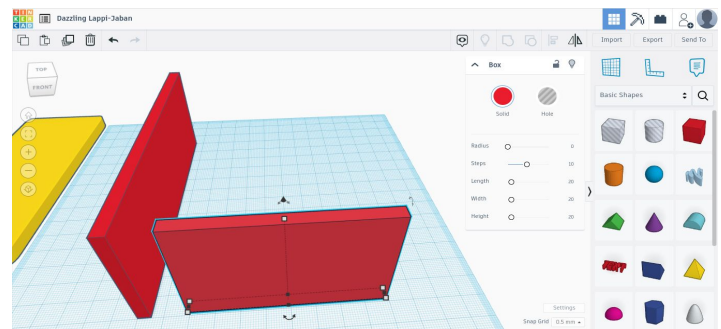 TIN
KER
CAD
Dazzling Lappi-Jaban
Import
Export
Send To
TOP
FRONT
Box
Solid
Hole
Radius 0
Steps 10
Length 20
Width 20
Height 20
Basic Shapes
Settings
Snap Grid 0.5 mm